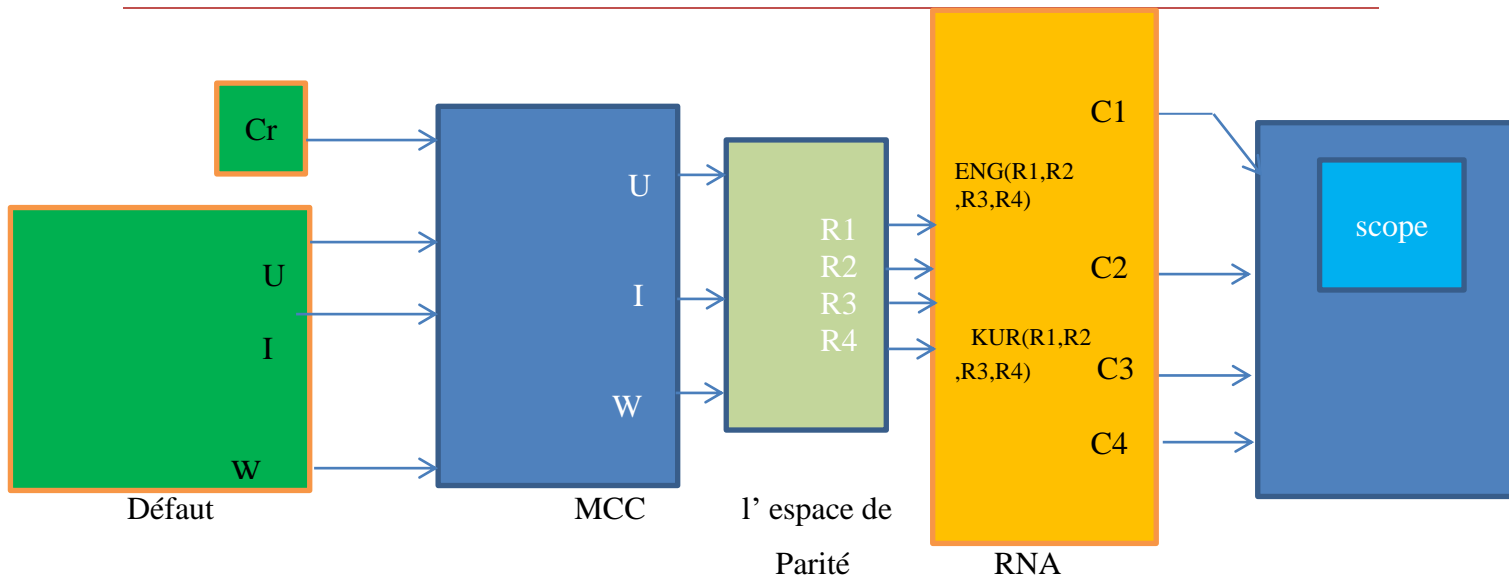 Cr
U
I
W
Défaut
U
I
W
MCC
R1
R2
R3
R4
l’ espace de
Parité
ENG(R1,R2
,R3,R4)
KUR(R1,R2
,R3,R4)
C1
C2
C3
C4
RNA
scope